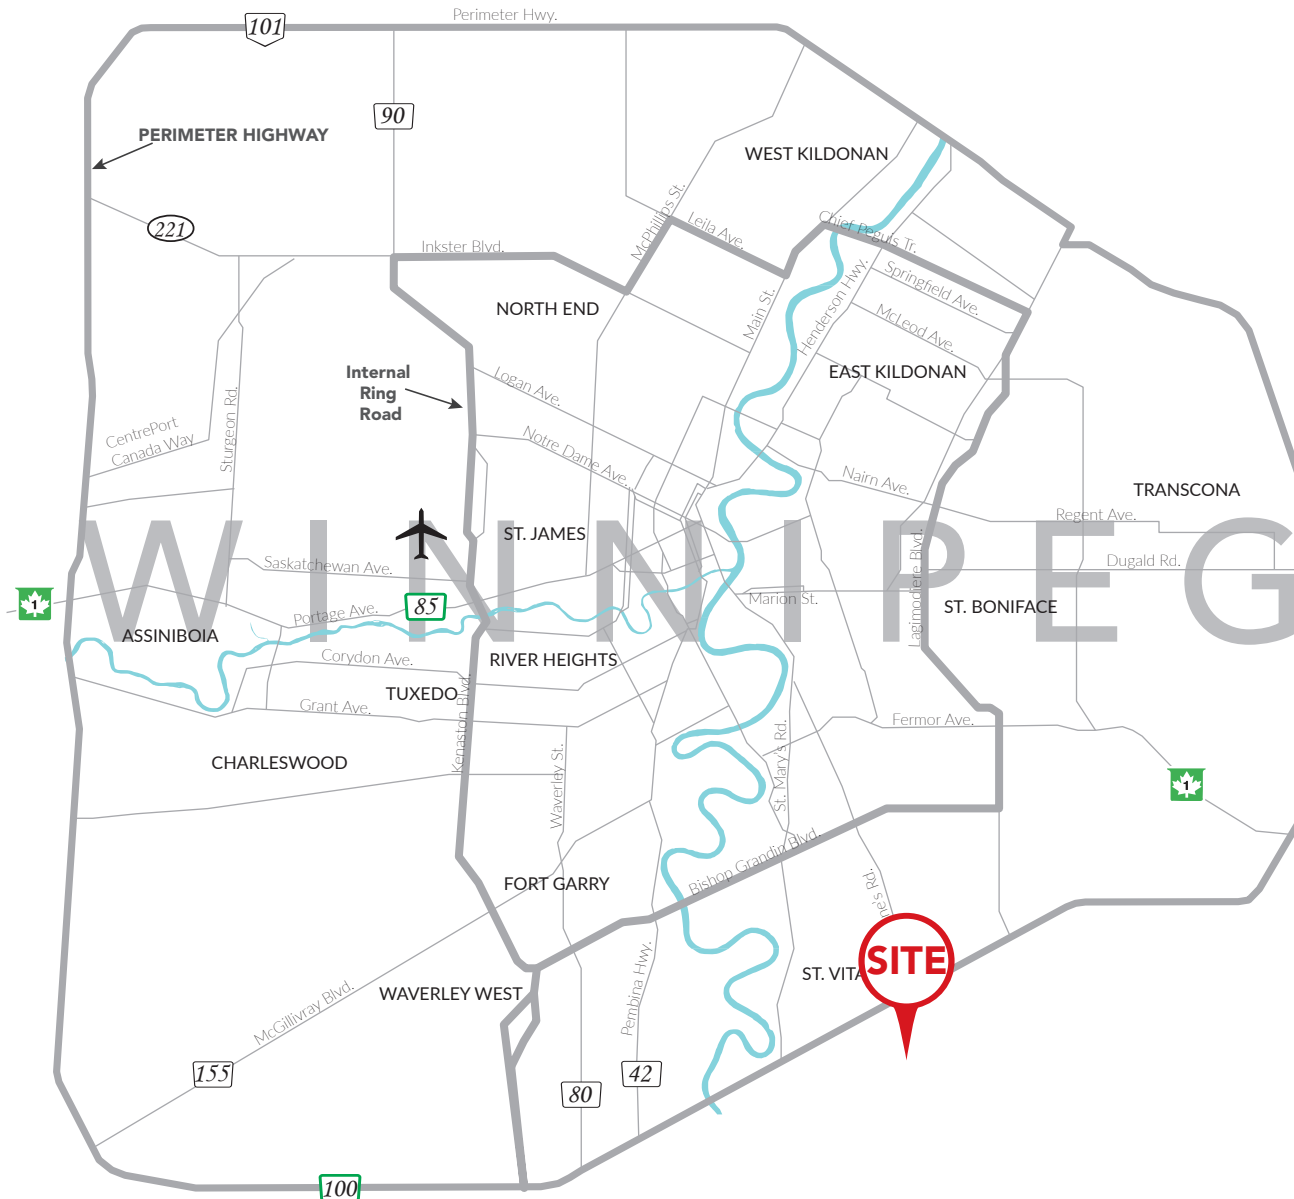 Perimeter Hwy.
101
90
PERIMETER HIGHWAY
WEST KILDONAN
McPhillips St.
221
Leila Ave.
Chief Peguis Tr.
Inkster Blvd.
Springfield Ave.
Henderson Hwy.
Main St.
NORTH END
McLeod Ave.
Internal
Ring
Road
Logan Ave.
EAST KILDONAN
Sturgeon Rd.
CentrePort
Canada Way
Notre Dame Ave.
Nairn Ave.
TRANSCONA
Regent Ave.
WINNIPEG
ST. JAMES
Lagimodiere Blvd.
Saskatchewan Ave.
Dugald Rd.
1
Portage Ave.
85
Marion St.
ST. BONIFACE
ASSINIBOIA
Corydon Ave.
RIVER HEIGHTS
TUXEDO
Grant Ave.
Kenaston Blvd.
Fermor Ave.
St. Mary's Rd.
CHARLESWOOD
Waverley St.
1
Bishop Grandin Blvd.
FORT GARRY
ne's Rd.
SITE
ST. VITA
Pembina Hwy.
WAVERLEY WEST
McGillivray Blvd.
155
42
80
100